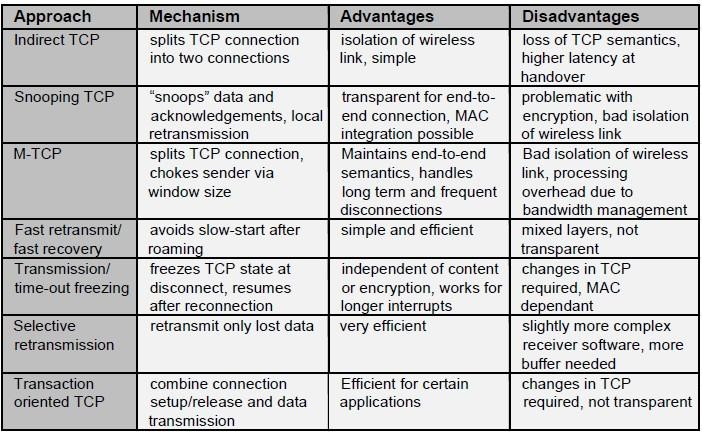 Approach Mechanism Advantages Disadvantages
Indirect TCP splits TCP connection isolation of wireless loss of TCP semantics,
into two connections link, simple higher latency at
handover
Snooping TCP “snoops” data and transparent for end-to- problematic with
acknowledgements, local end connection, MAC encryption, bad isolation
retransmission integration possible of wireless link
M-TCP splits TCP connection, Maintains end-to-end Bad isolation of wireless
chokes sender via semantics, handles link, processing
window size long term and frequent overhead due to
disconnections bandwidth management
Fast retransmit/ avoids slow-start after simple and efficient mixed layers, not
fast recovery roaming transparent
Transmission/ freezes TCP state at independent of content changes in TCP
time-out freezing disconnect, resumes or encryption, works for required, MAC
after reconnection longer interrupts dependant
Selective retransmit only lost data very efficient slightly more complex
retransmission receiver software, more
buffer needed
Transaction combine connection Efficient for certain changes in TCP
oriented TCP setup/release and data applications required, not transparent
transmission